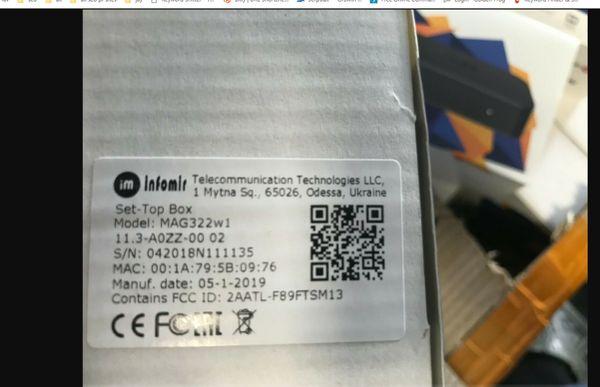 im Infomir Telecommunication Technologies LLC,
1 Mytna Sq., 65026, Odessa, Ukraine
Set-Top Box
Model: MAG322w1
11.3-A0ZZ-00 02
S/N: 042018N111135
MAC: 00:1A:79:5B:09:76
Manuf. date: 05-1-2019
Contains FCC ID: 2AATL-F89FTSM13
CE FC EAC